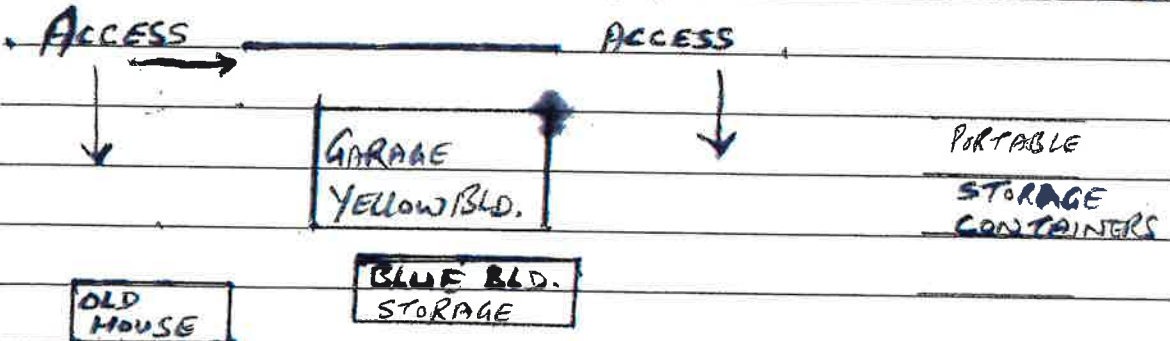 ACCESS
ACCESS
GARAGE
YELLOW BLD.
PORTABLE
STORAGE
CONTAINERS
BLUE BLD.
STORAGE
OLD
HOUSE